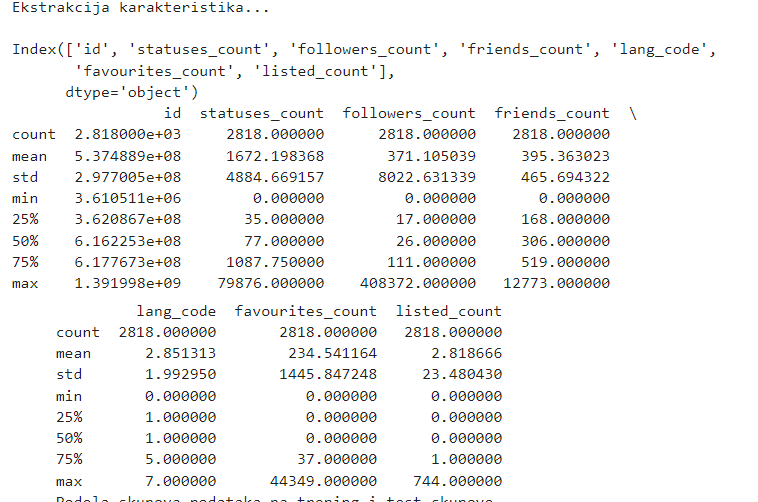 Ekstrakcija karakteristika...
Index(['id', 'statuses_count', 'followers_count', 'friends_count', 'lang_code',
'favourites_count', 'listed_count'],
dtype='object')
id statuses_count followers_count friends_count \
count 2.818000e+03 2818.000000 2818.000000 2818.000000
mean 5.374889e+08 1672.198368 371.105039 395.363023
std 2.977005e+08 4884.669157 8022.631339 465.694322
min 3.610511e+06 0.000000 0.000000 0.000000
25% 3.620867e+08 35.000000 17.000000 168.000000
50% 6.162253e+08 77.000000 26.000000 306.000000
75% 6.177673e+08 1087.750000 111.000000 519.000000
max 1.391998e+09 79876.000000 408372.000000 12773.000000
lang_code favourites_count listed_count
count 2818.000000 2818.000000 2818.000000
mean 2.851313 234.541164 2.818666
std 1.992950 1445.847248 23.480430
min 0.000000 0.000000 0.000000
25% 1.000000 0.000000 0.000000
50% 1.000000 0.000000 0.000000
75% 5.000000 37.000000 1.000000
max 7.000000 44349.000000 744.000000